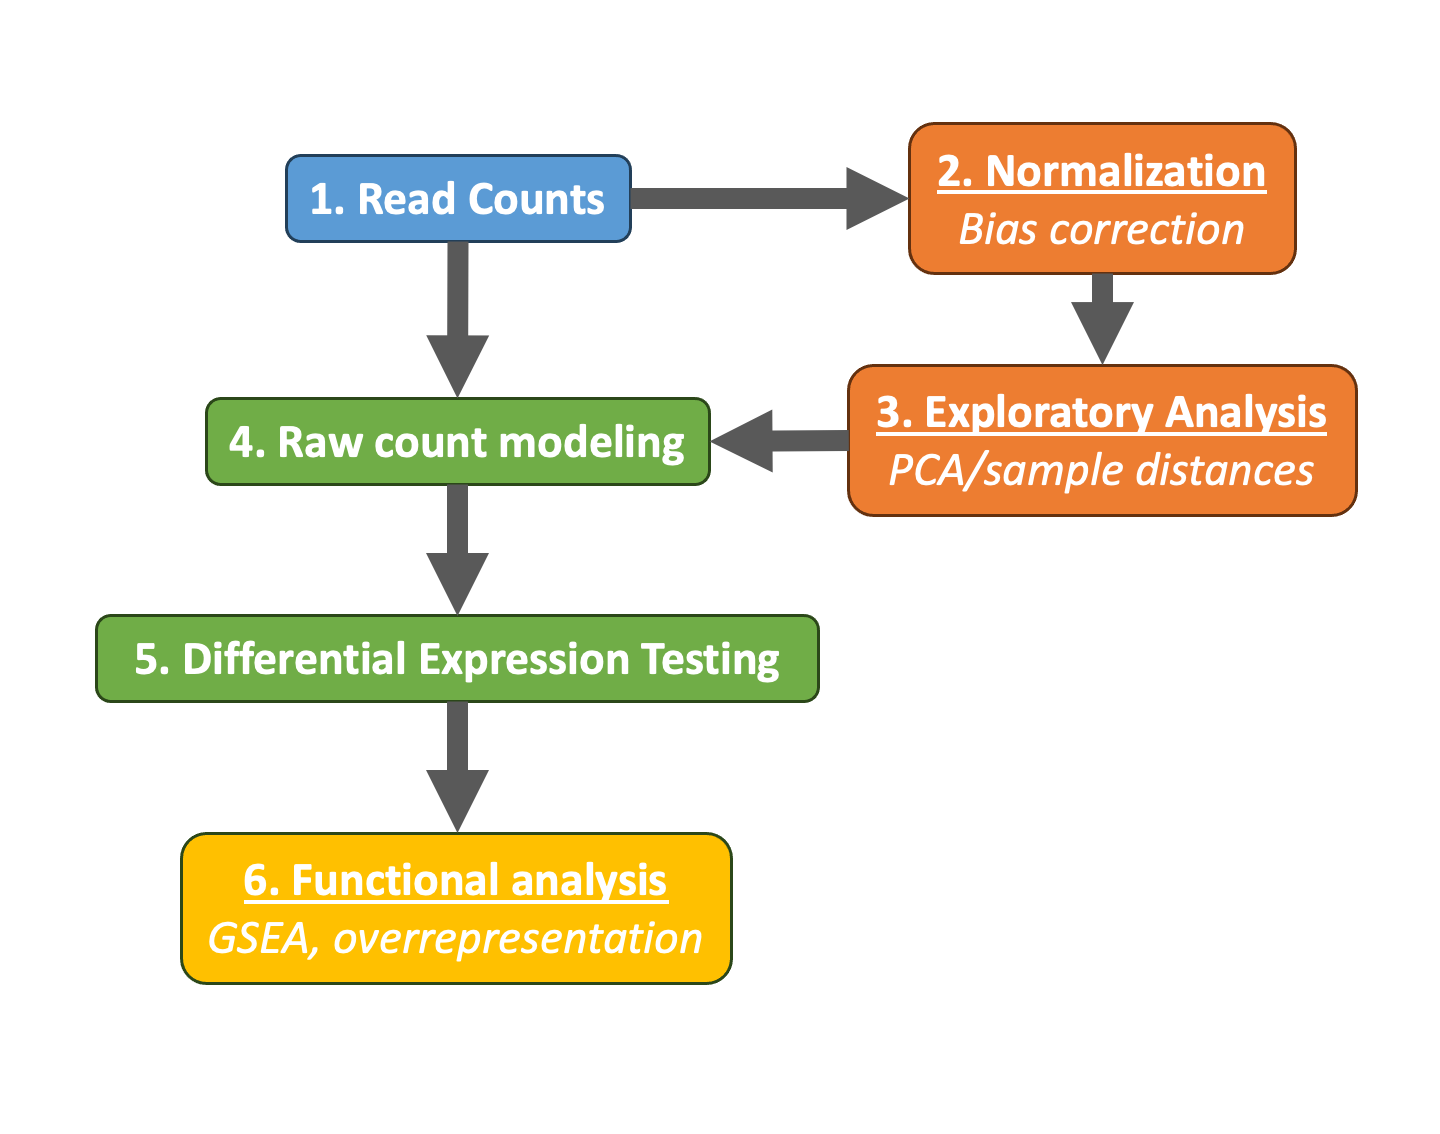 1. Read Counts
2. Normalization
Bias correction
3. Exploratory Analysis
PCA/sample distances
4. Raw count modeling
5. Differential Expression Testing
6. Functional analysis
GSEA, overrepresentation